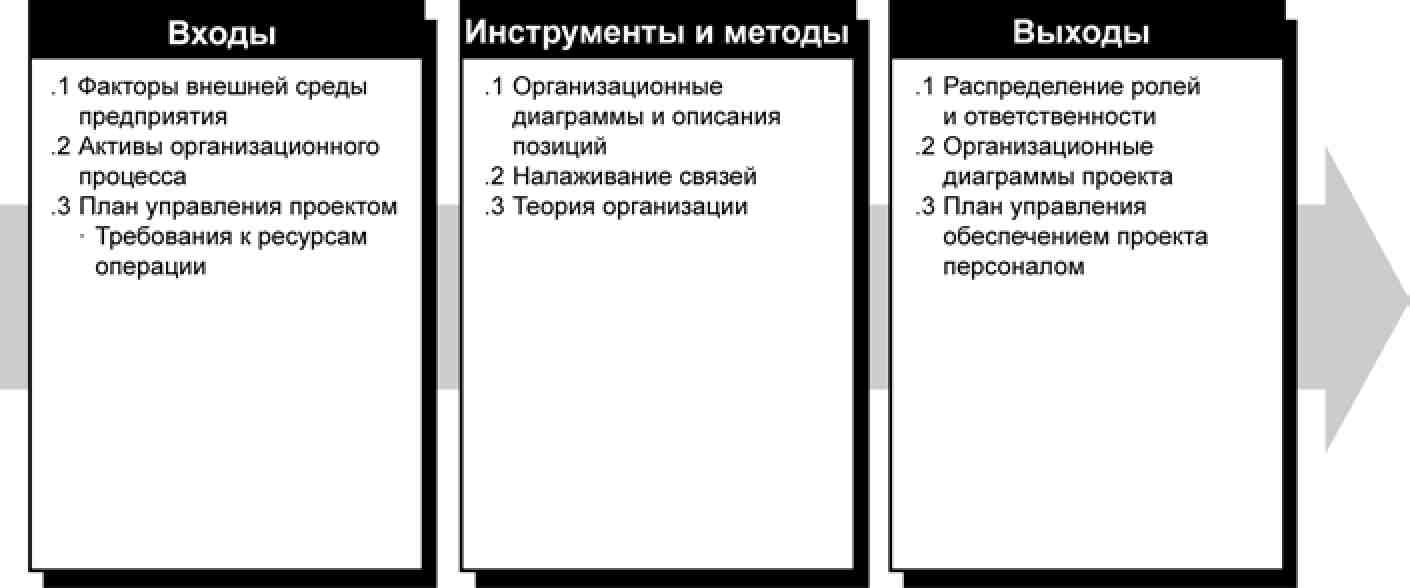 Входы
.1 Факторы внешней среды
предприятия
.2 Активы организационного
процесса
.3 План управления проектом
· Требования к ресурсам
операции
Инструменты и методы
.1 Организационные
диаграммы и описания
позиций
.2 Налаживание связей
.3 Теория организации
Выходы
.1 Распределение ролей
и ответственности
.2 Организационные
диаграммы проекта
.3 План управления
обеспечением проекта
персоналом